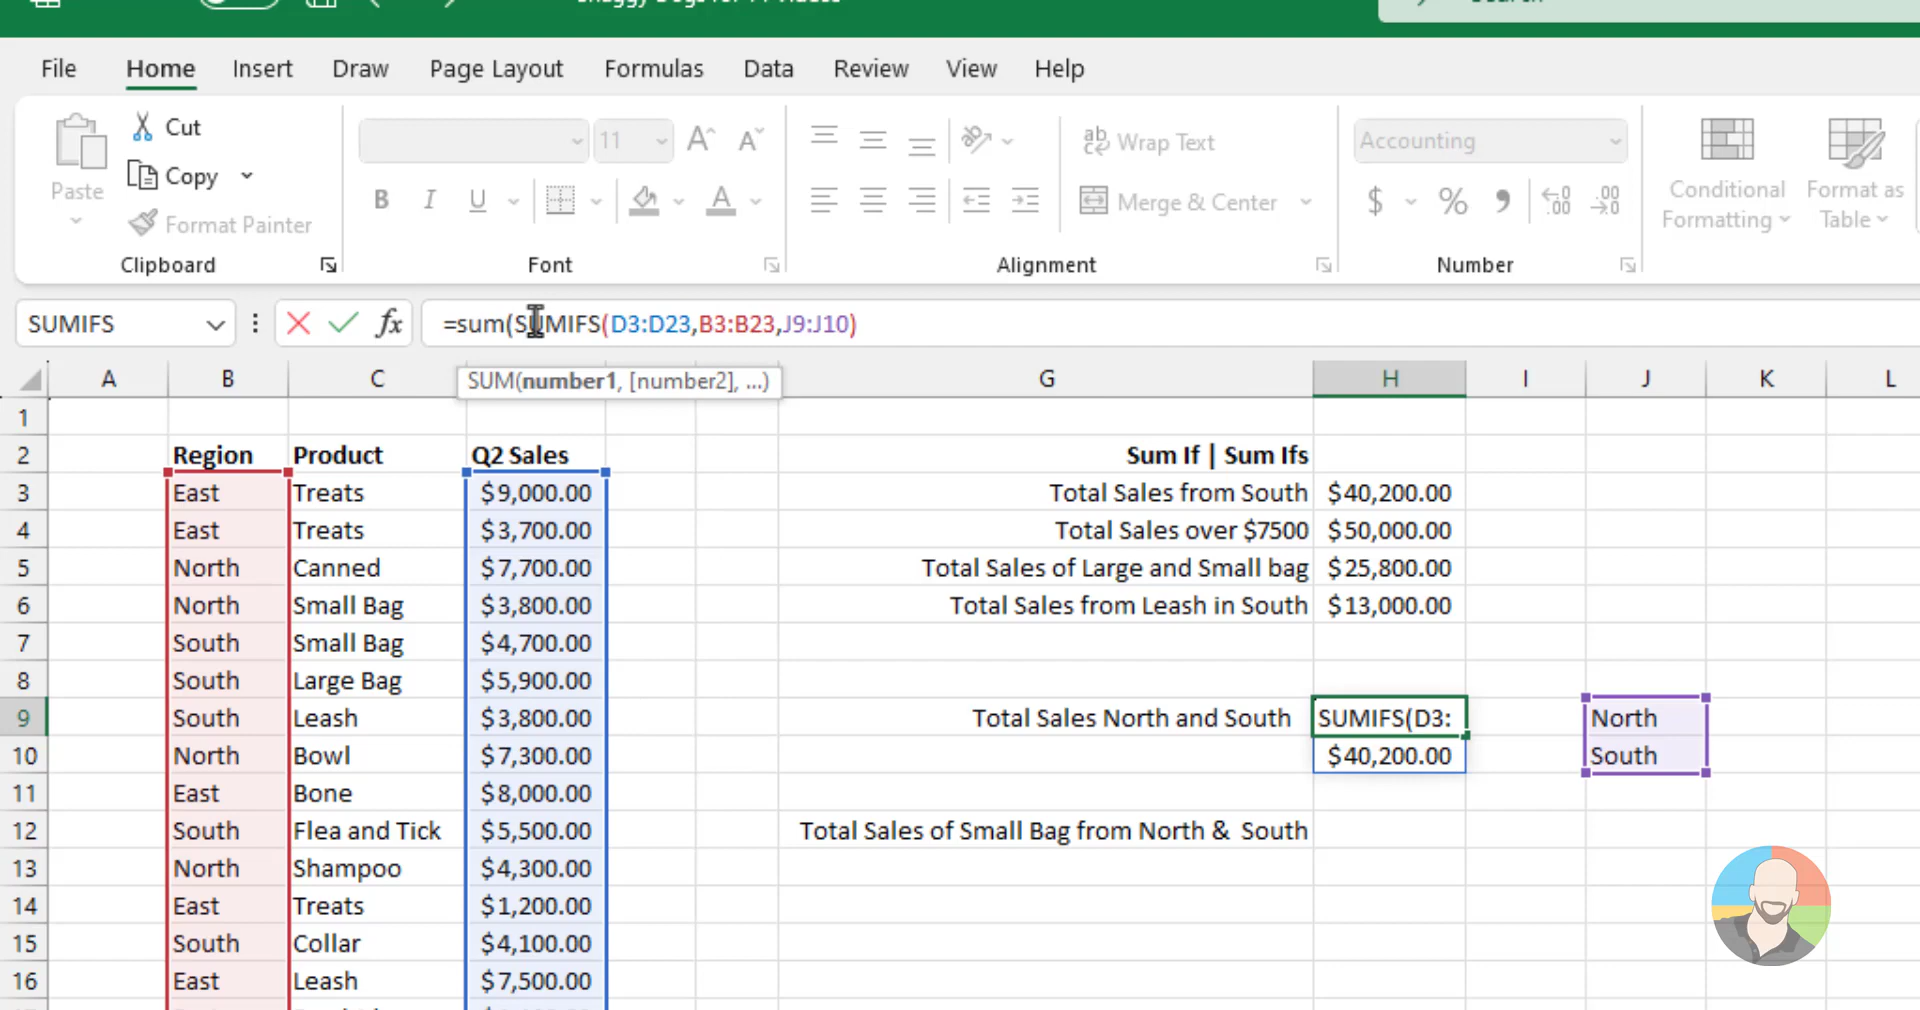 File Home Insert Draw Page Layout Formulas Data Review View Help
Cut
Copy
Paste
Format Painter
Clipboard
11
B I U
Font
ab Wrap Text
Merge & Center
Alignment
Accounting
$ % 9
Number
Conditional Formatting
Format as Table
SUMIFS fx =sum(SUMIFS(D3:D23,B3:B23,J9:J10)
SUM(number1, [number2], ...)
A B C G H I J K L
1
2 Region Product Q2 Sales Sum If | Sum Ifs
3 East Treats $9,000.00 Total Sales from South $40,200.00
4 East Treats $3,700.00 Total Sales over $7500 $50,000.00
5 North Canned $7,700.00 Total Sales of Large and Small bag $25,800.00
6 North Small Bag $3,800.00 Total Sales from Leash in South $13,000.00
7 South Small Bag $4,700.00
8 South Large Bag $5,900.00
9 South Leash $3,800.00 Total Sales North and South SUMIFS(D3: North
10 North Bowl $7,300.00 $40,200.00 South
11 East Bone $8,000.00
12 South Flea and Tick $5,500.00 Total Sales of Small Bag from North & South
13 North Shampoo $4,300.00
14 East Treats $1,200.00
15 South Collar $4,100.00
16 East Leash $7,500.00